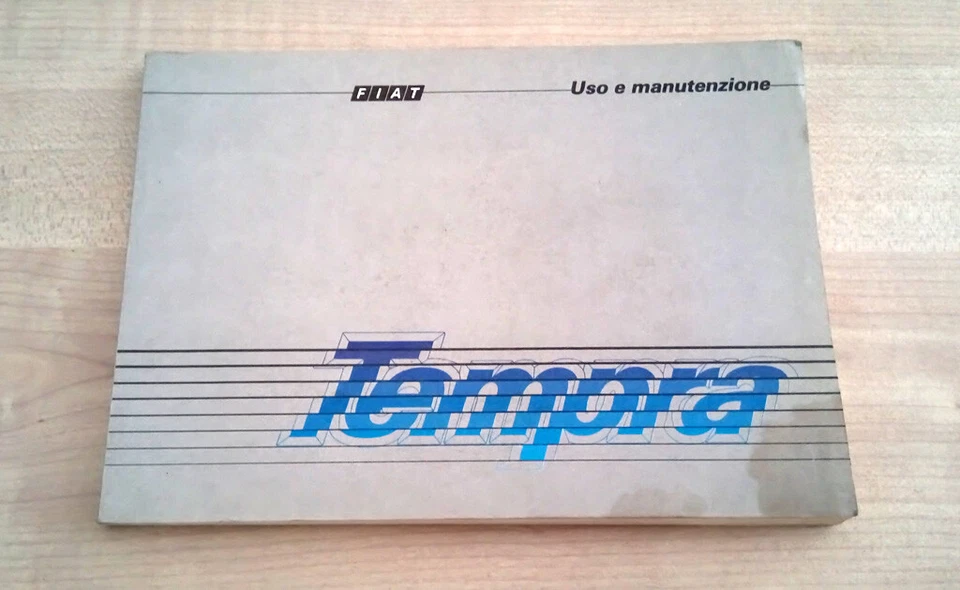 FIAT Uso e manutenzione
Tempra